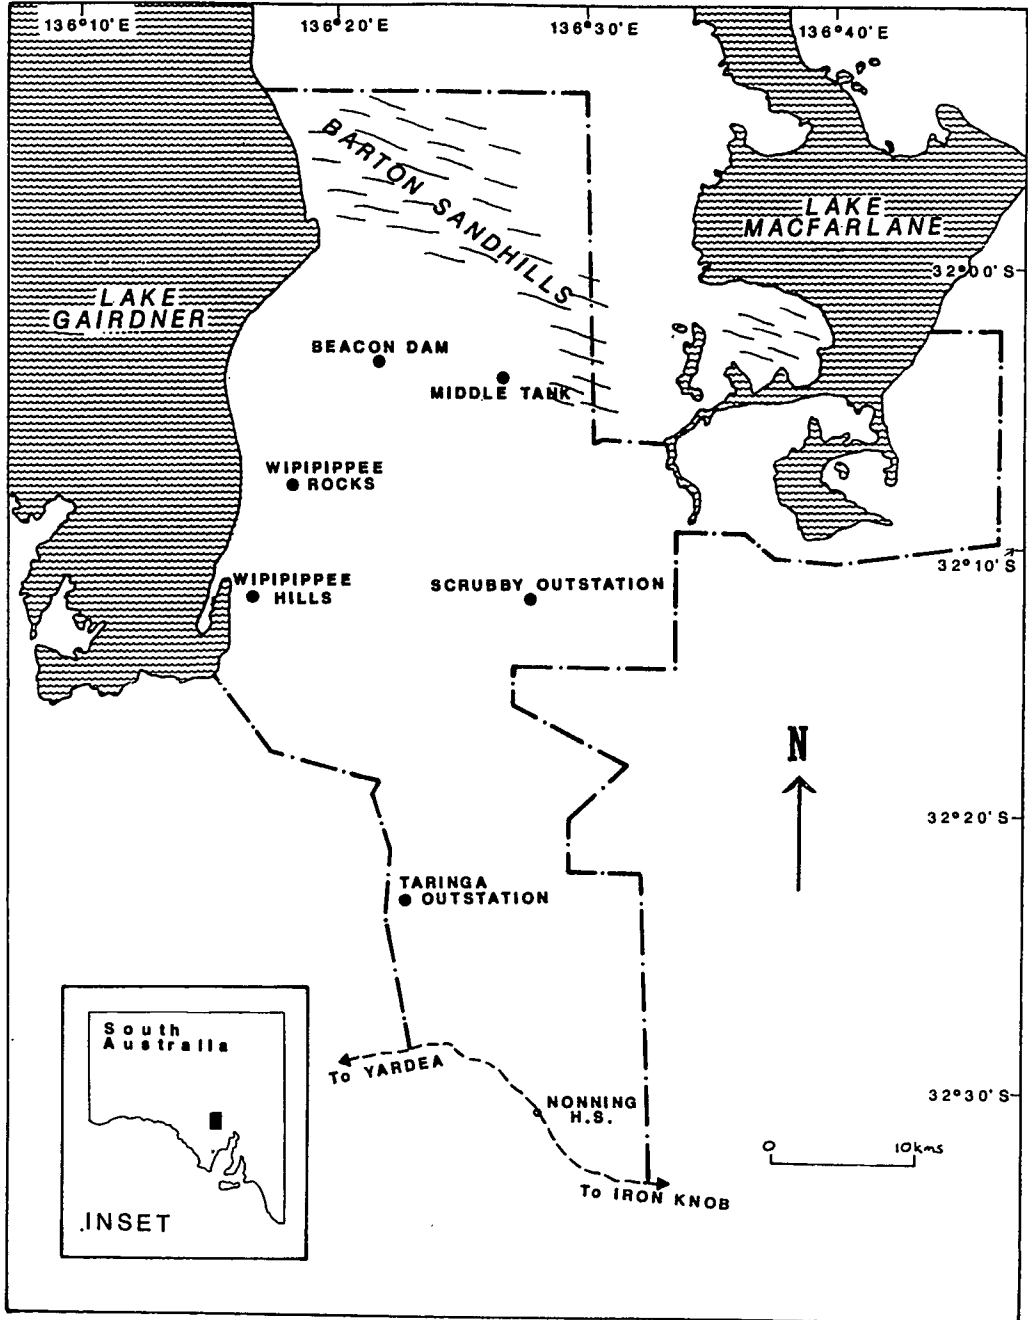 136°10'E
136°20'E
136°30'E
136°40'E
BARTON SANDHILLS
LAKE
MACFARLANE
32°00'S
LAKE
GAIRDNER
BEACON DAM
MIDDLE TANK
WIPIPIPPEE
ROCKS
32°10'S
WIPIPIPPEE
HILLS
SCRUBBY OUTSTATION
N
32°20'S
TARINGA
OUTSTATION
South
Australia
To YARDEA
NONNING
H.S.
32°30'S
0 10kms
To IRON KNOB
.INSET